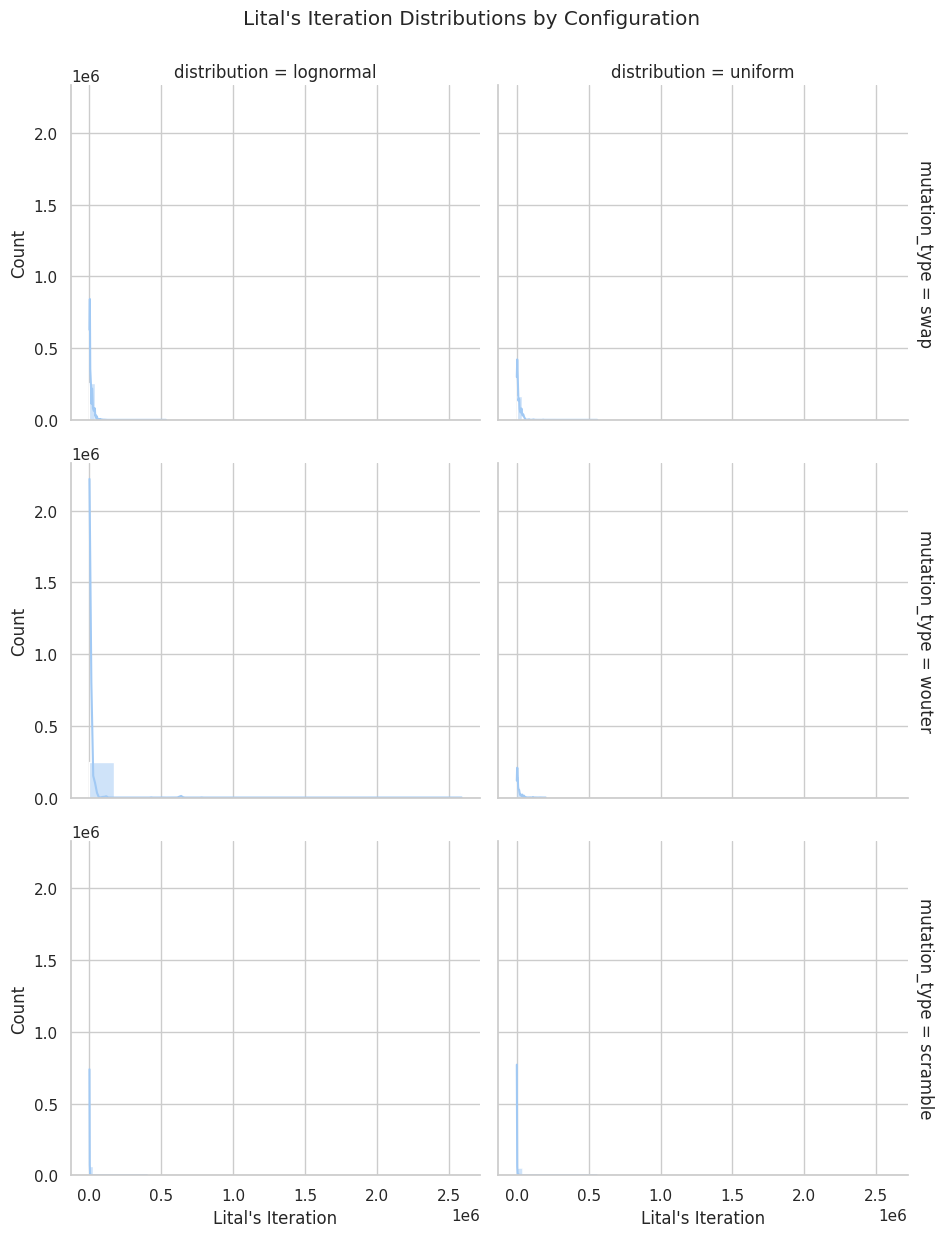 Lital's Iteration Distributions by Configuration
distribution = lognormal
distribution = uniform
1e6
2.0
1.5
1.0
0.5
0.0
Count
mutation_type = swap
1e6
2.0
1.5
1.0
0.5
0.0
Count
mutation_type = wouter
1e6
2.0
1.5
1.0
0.5
0.0
Count
mutation_type = scramble
0.0 0.5 1.0 1.5 2.0 2.5
1e6
Lital's Iteration
0.0 0.5 1.0 1.5 2.0 2.5
1e6
Lital's Iteration